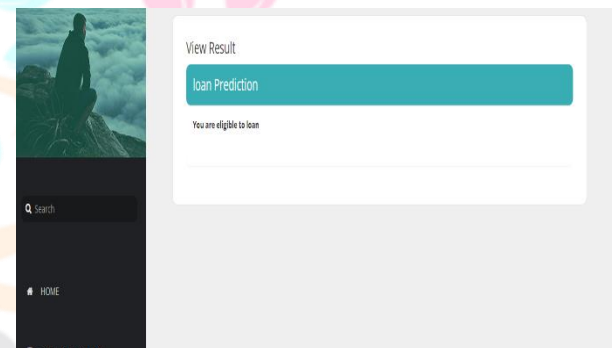 View Result
loan Prediction
You are eligible to loan
Search
HOME